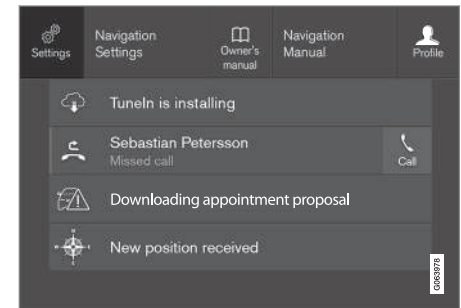 Settings
Navigation
Settings
Owner's
manual
Navigation
Manual
Profile
TuneIn is installing
Sebastian Petersson
Missed call
Call
Downloading appointment proposal
New position received
G063978